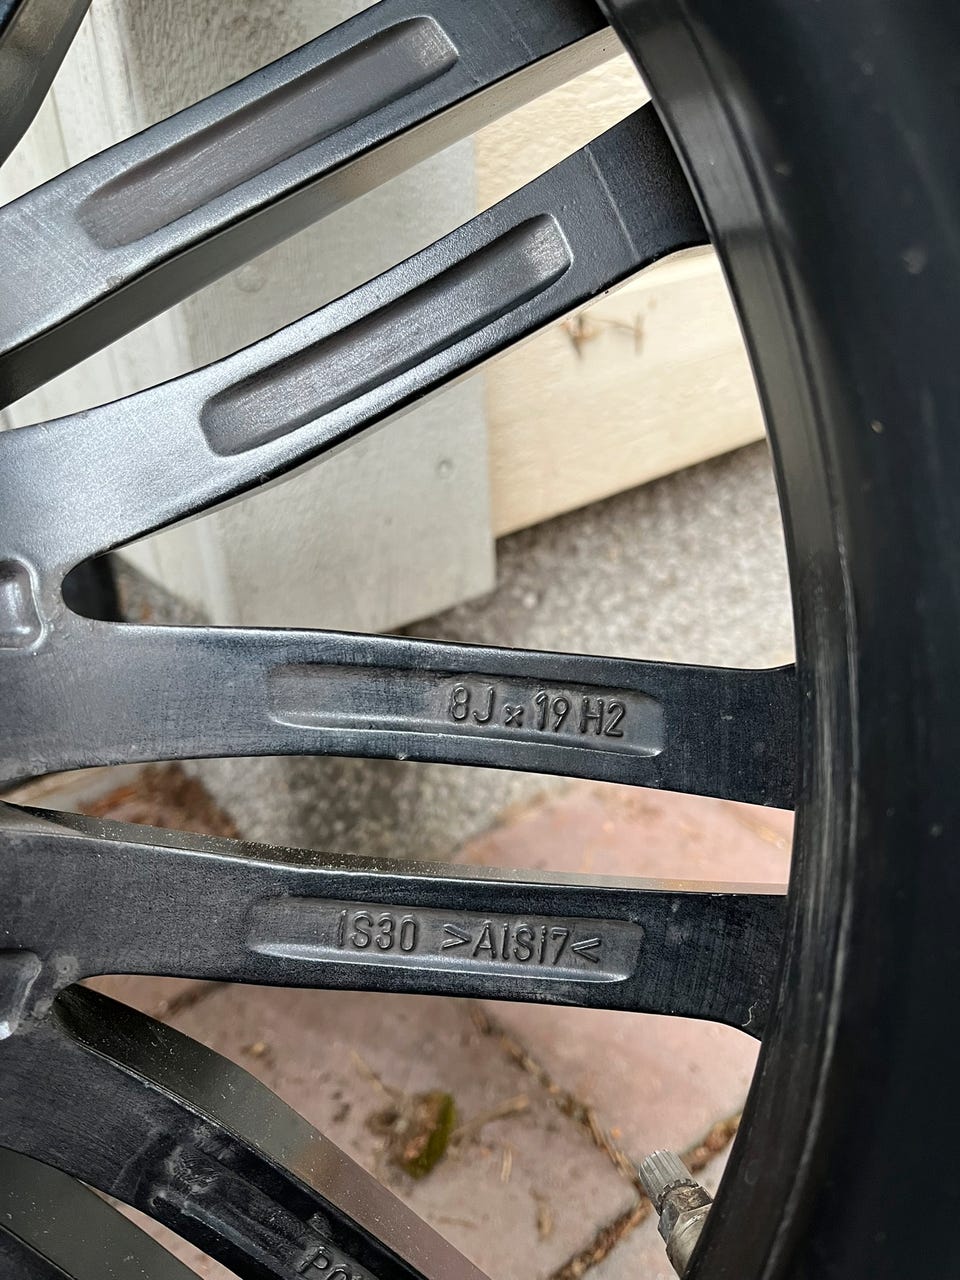 8J x 19 H2
IS30 >AlSi7<